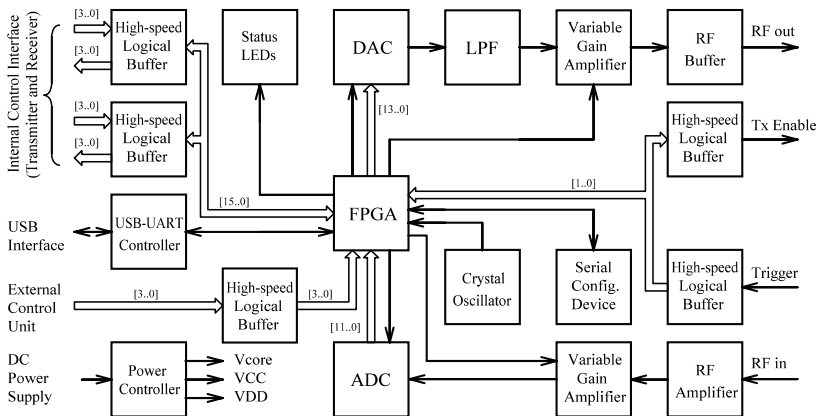 Internal Control Interface
(Transmitter and Receiver)
[3..0]
[3..0]
High-speed
Logical
Buffer
Status
LEDs
DAC
LPF
Variable
Gain
Amplifier
RF
Buffer
RF out
[3..0]
[3..0]
High-speed
Logical
Buffer
[13..0]
High-speed
Logical
Buffer
Tx Enable
[15..0]
FPGA
[1..0]
USB
Interface
USB-UART
Controller
External
Control
Unit
[3..0]
High-speed
Logical
Buffer
[3..0]
[11..0]
Crystal
Oscillator
Serial
Config.
Device
High-speed
Logical
Buffer
Trigger
DC
Power
Supply
Power
Controller
Vcore
VCC
VDD
ADC
Variable
Gain
Amplifier
RF
Amplifier
RF in